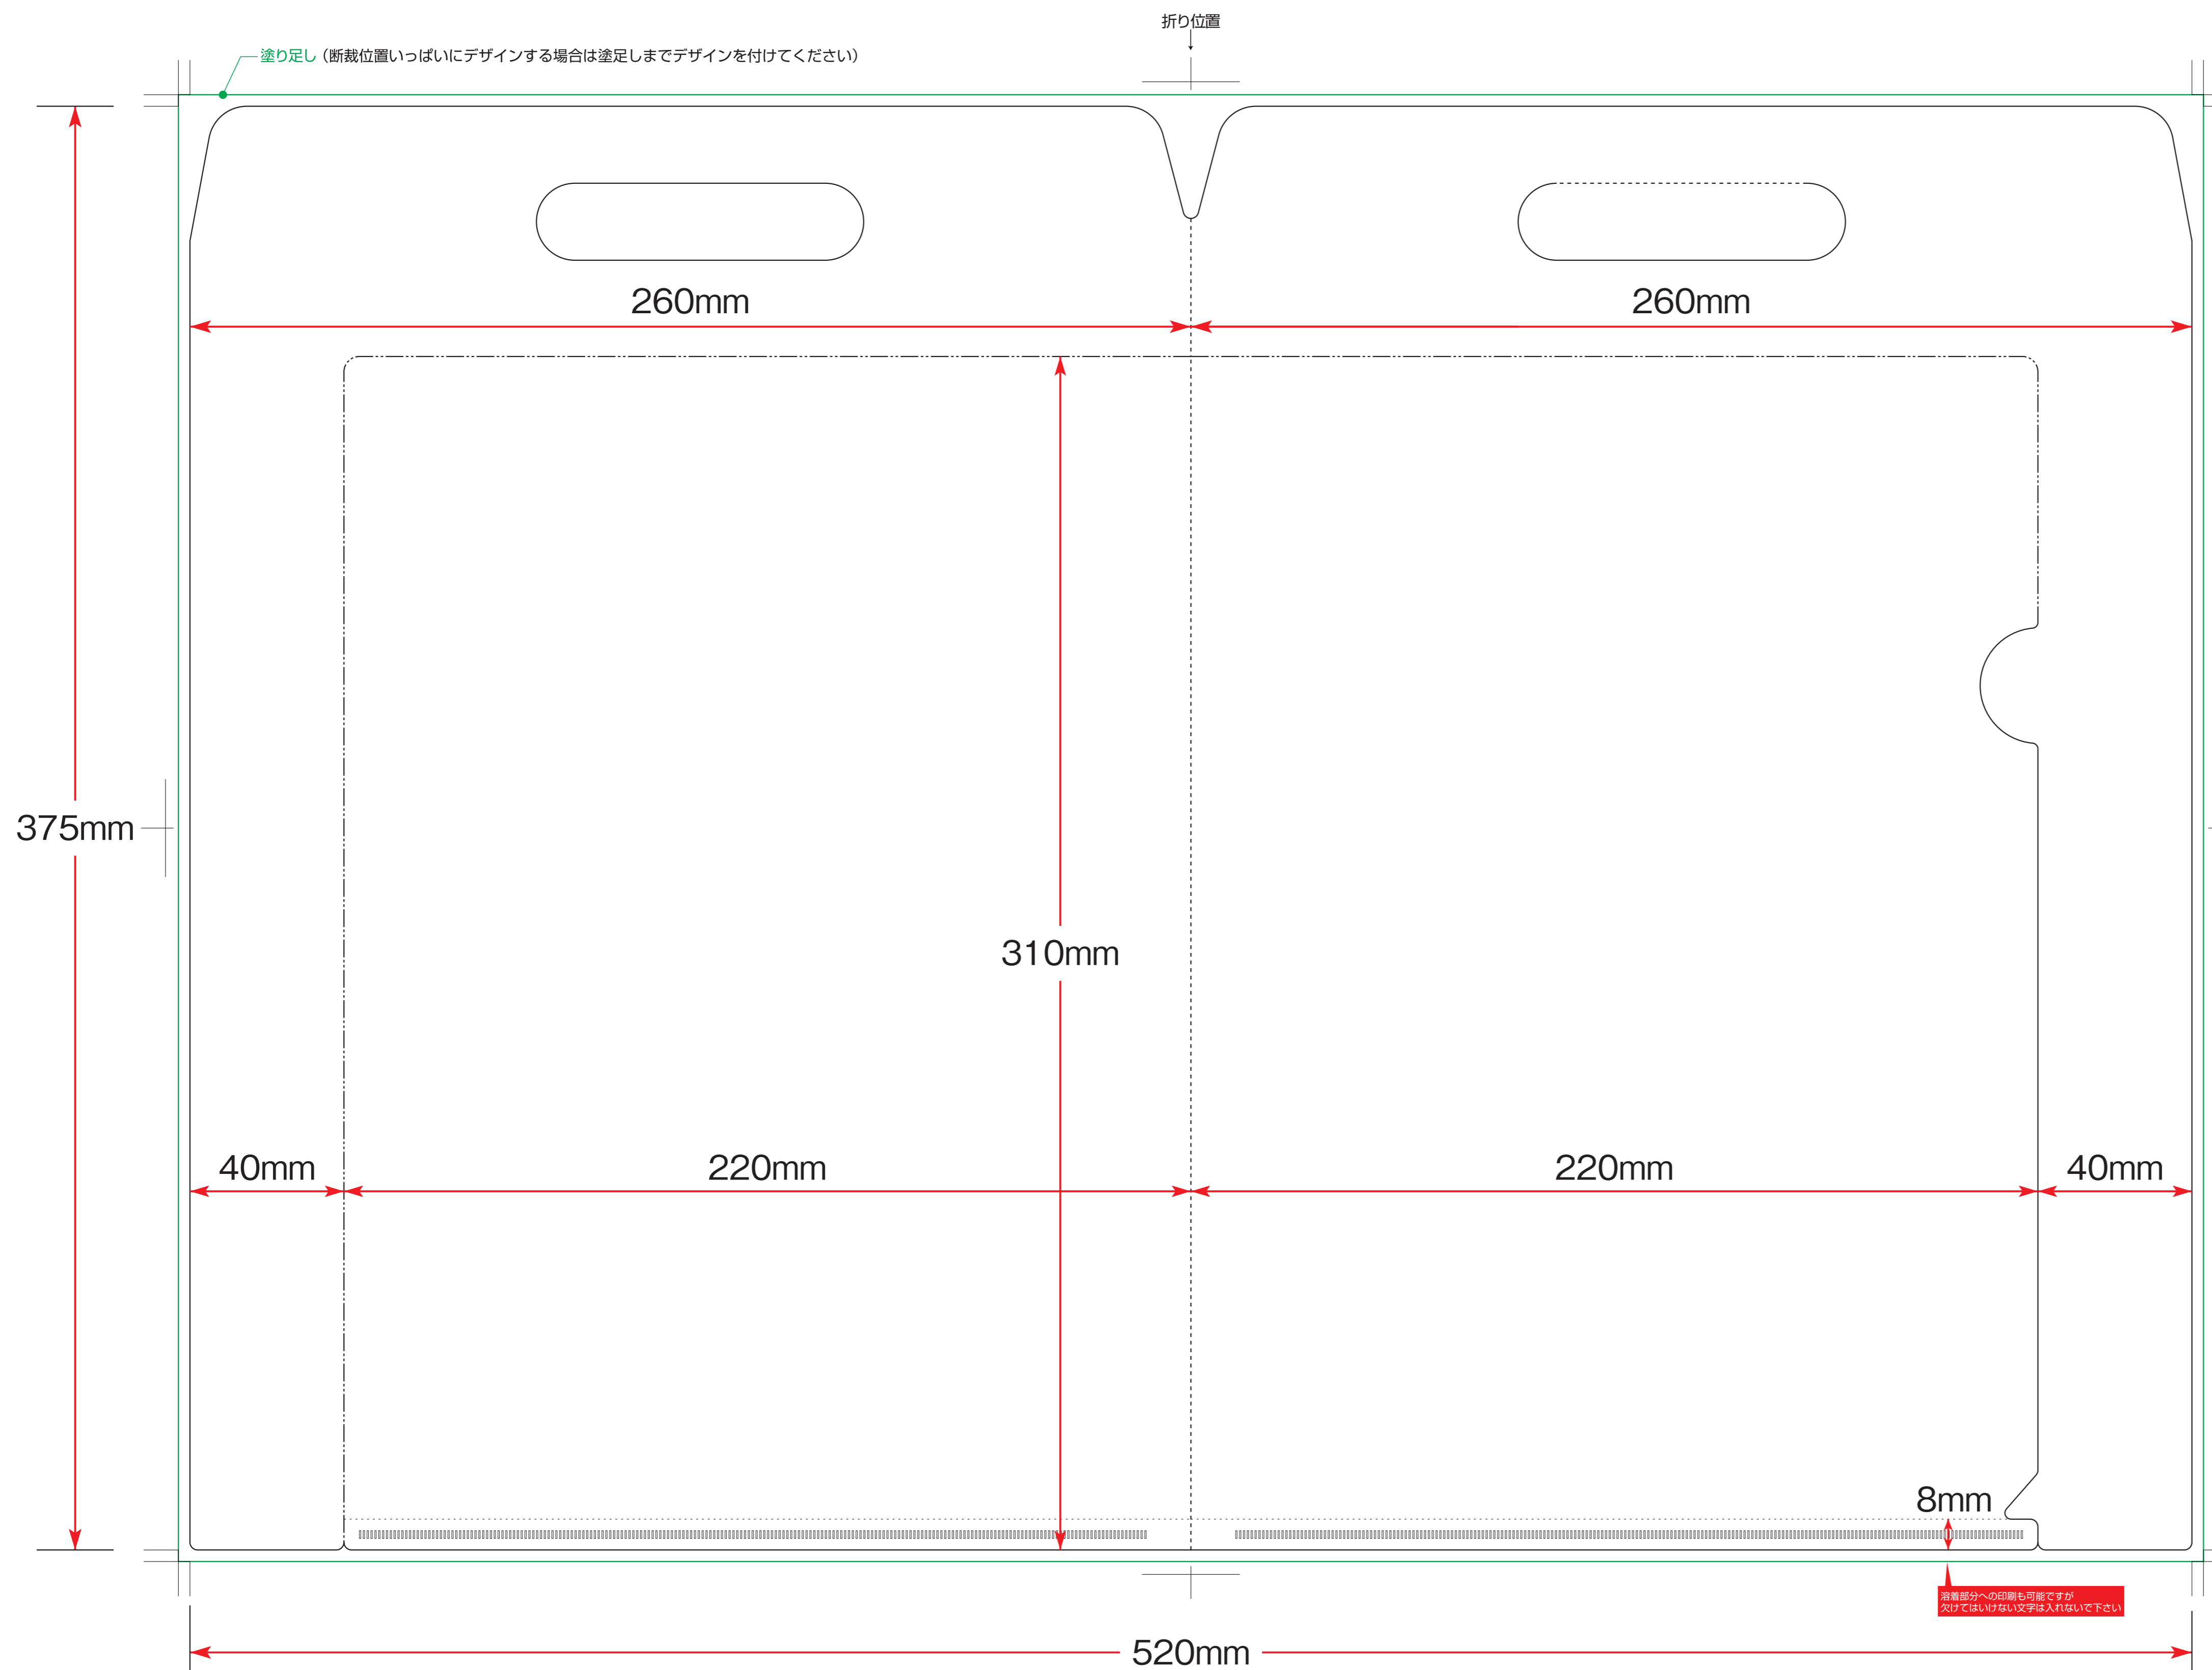 折り位置
塗り足し（断裁位置いっぱいにデザインする場合は塗足しまでデザインを付けてください）
260mm
260mm
375mm
310mm
40mm
220mm
220mm
40mm
8mm
溶着部分への印刷も可能ですが
欠けてはいけない文字は入れないで下さい
520mm